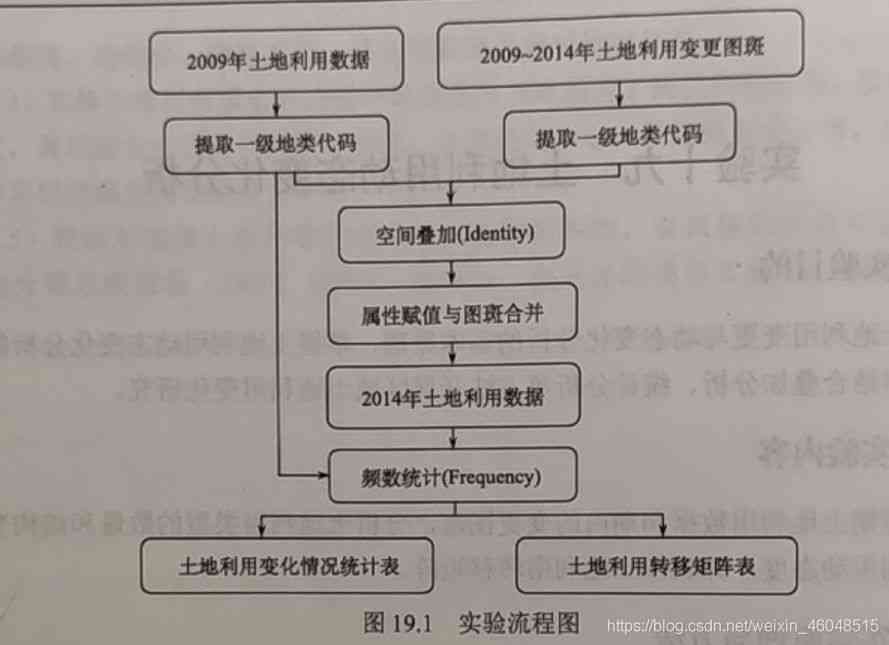 2009年土地利用数据
2009~2014年土地利用变更图斑
提取一级地类代码
提取一级地类代码
空间叠加(Identity)
属性赋值与图斑合并
2014年土地利用数据
频数统计(Frequency)
土地利用变化情况统计表
土地利用转移矩阵表
图 19.1 实验流程图
https://blog.csdn.net/weixin_46048515